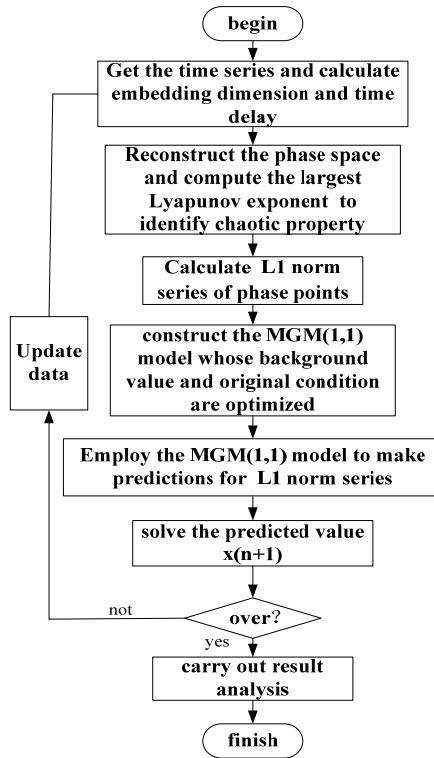 begin
Get the time series and calculate
embedding dimension and time
delay
Reconstruct the phase space
and compute the largest
Lyapunov exponent to
identify chaotic property
Calculate L1 norm
series of phase points
construct the MGM(1,1)
model whose background
value and original condition
are optimized
Update
data
Employ the MGM(1,1) model to make
predictions for L1 norm series
solve the predicted value
x(n+1)
not
over?
yes
carry out result
analysis
finish